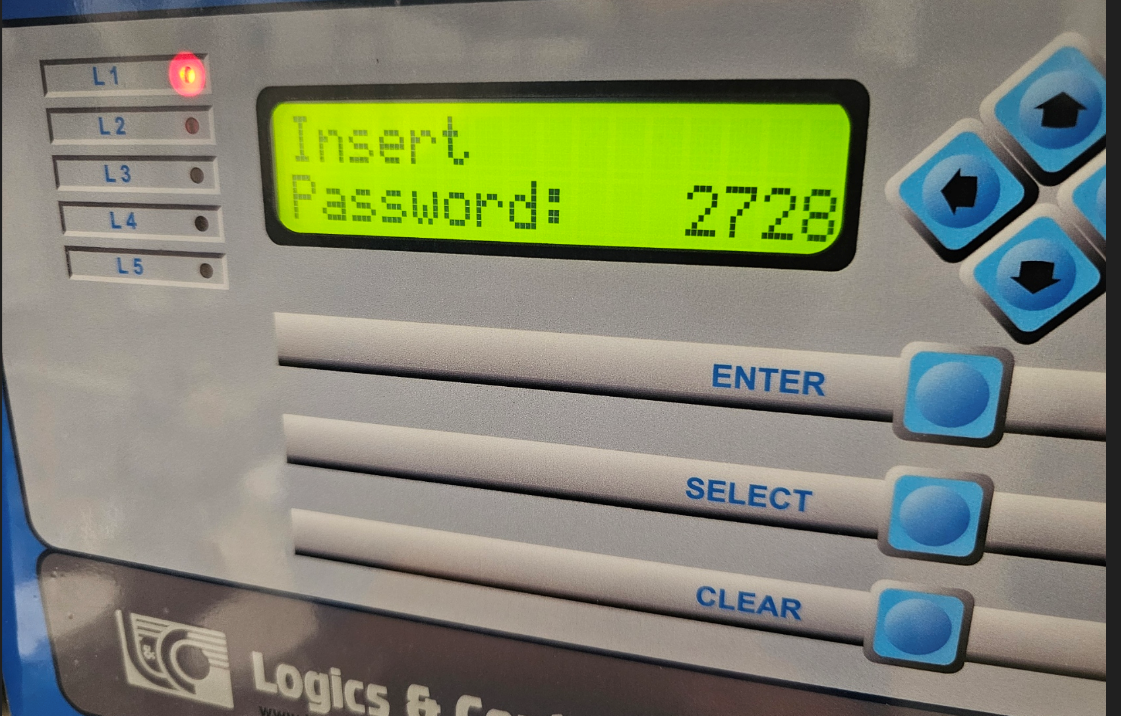 L1
L2
L3
L4
L5
Insert
Password: 2728
ENTER
SELECT
CLEAR
L&C
Logics &